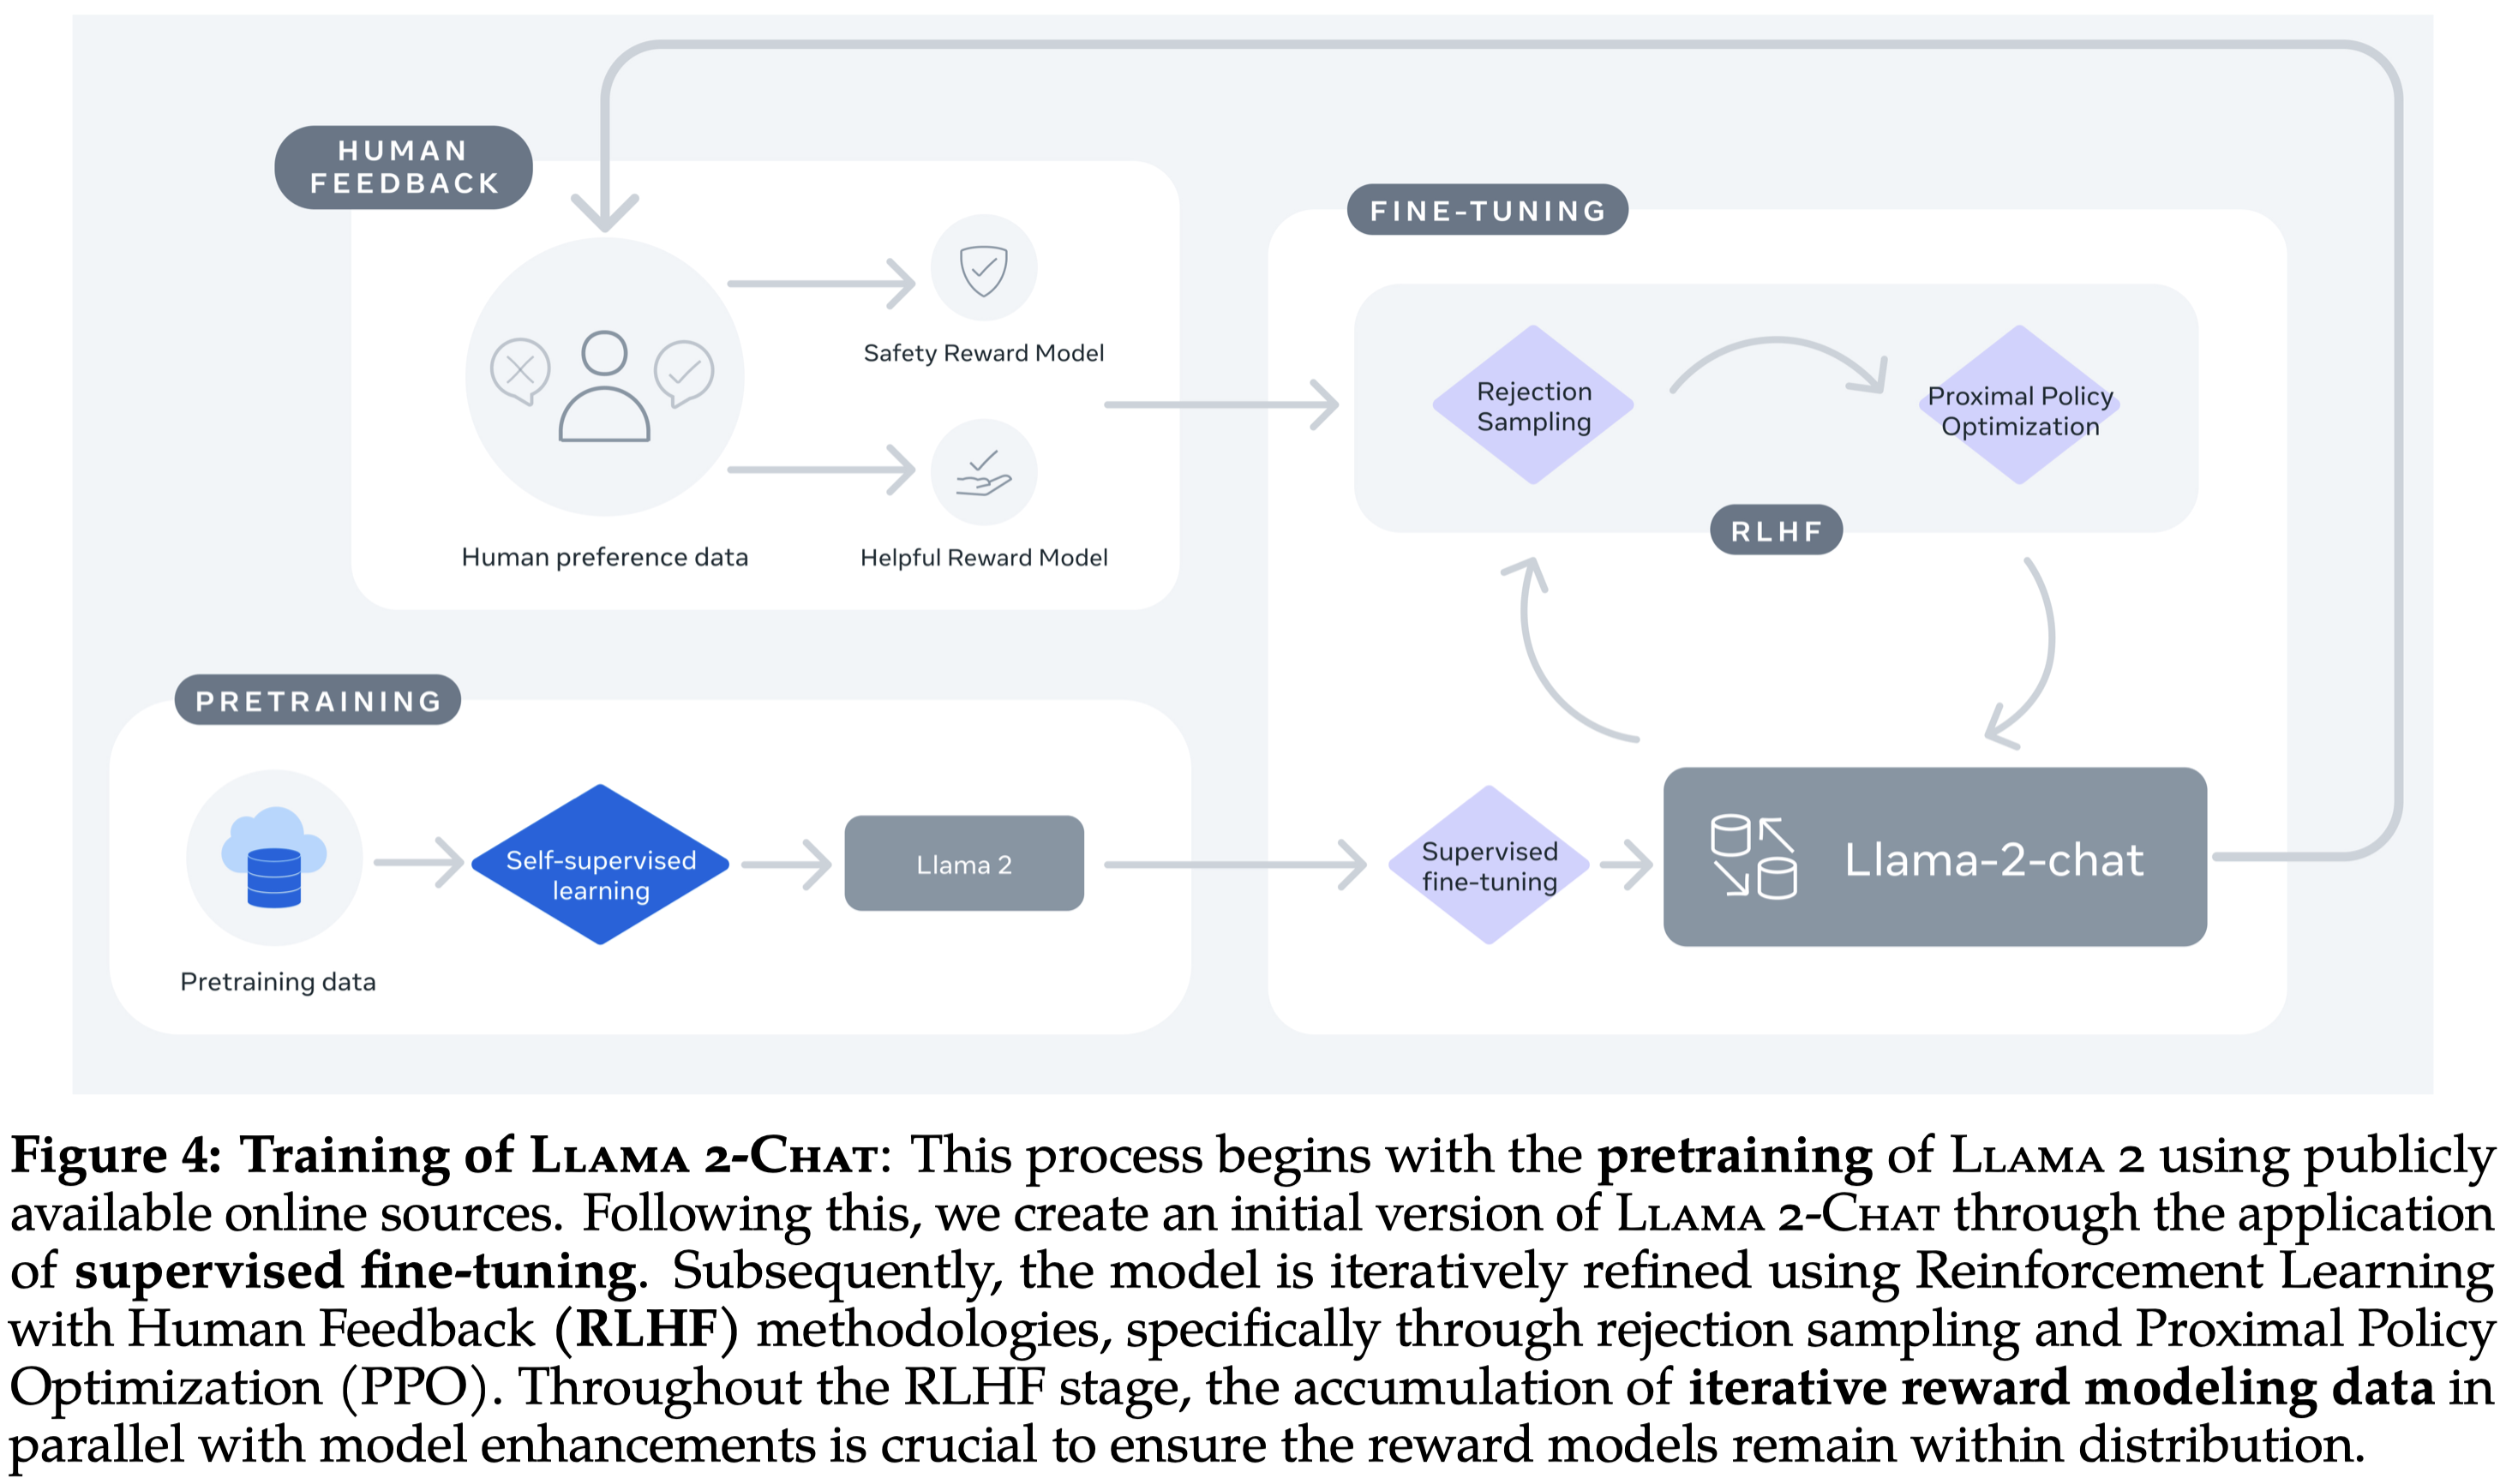 HUMAN
FEEDBACK
Safety Reward Model
Helpful Reward Model
Human preference data
FINE-TUNING
Rejection
Sampling
Proximal Policy
Optimization
RLHF
PRETRAINING
Pretraining data
Self-supervised
learning
Llama 2
Supervised
fine-tuning
Llama-2-chat
Figure 4: Training of Llama 2-Chat: This process begins with the pretraining of Llama 2 using publicly
available online sources. Following this, we create an initial version of Llama 2-Chat through the application
of supervised fine-tuning. Subsequently, the model is iteratively refined using Reinforcement Learning
with Human Feedback (RLHF) methodologies, specifically through rejection sampling and Proximal Policy
Optimization (PPO). Throughout the RLHF stage, the accumulation of iterative reward modeling data in
parallel with model enhancements is crucial to ensure the reward models remain within distribution.